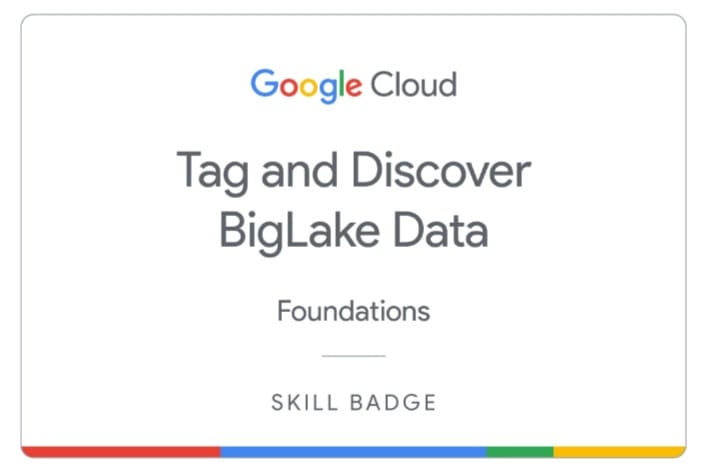 Google Cloud
Tag and Discover
BigLake Data
Foundations
SKILL BADGE